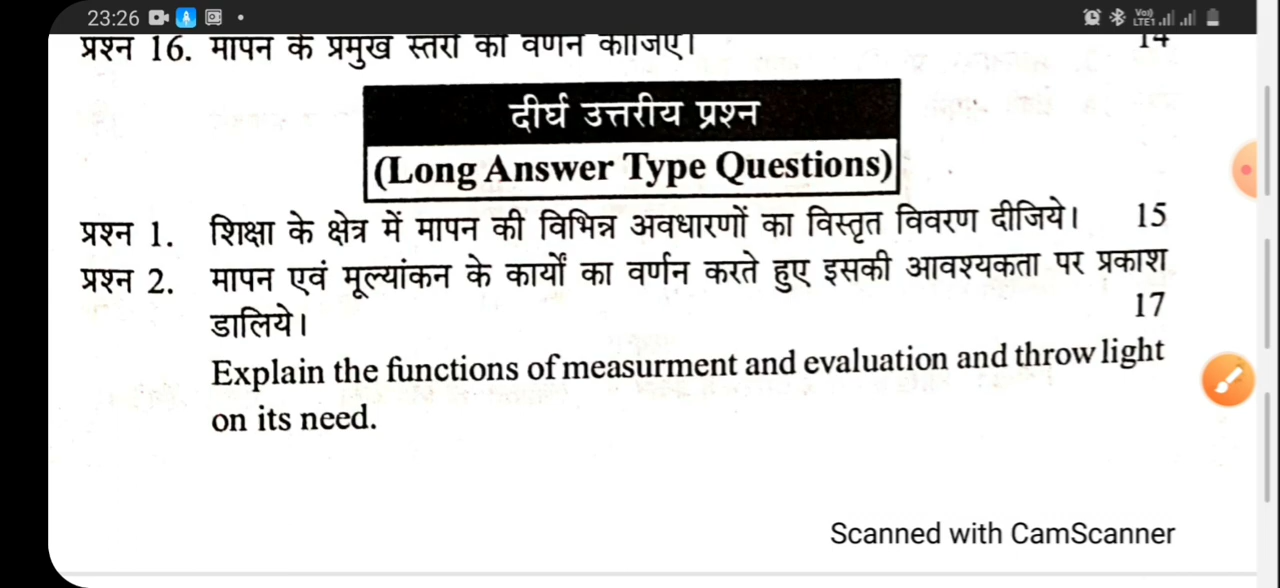 23:26
Vo))
LTE1
प्रश्न 16. मापन के प्रमुख स्तरों का वर्णन कीजिए। 14
दीर्घ उत्तरीय प्रश्न
(Long Answer Type Questions)
प्रश्न 1. शिक्षा के क्षेत्र में मापन की विभिन्न अवधारणों का विस्तृत विवरण दीजिये। 15
प्रश्न 2. मापन एवं मूल्यांकन के कार्यों का वर्णन करते हुए इसकी आवश्यकता पर प्रकाश
डालिये। 17
Explain the functions of measurment and evaluation and throw light
on its need.
Scanned with CamScanner